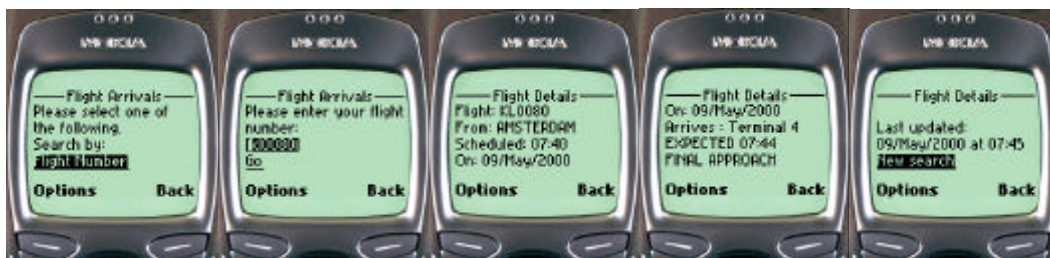 Flight Arrivals
Please select one of
the following.
Search by:
Flight Number
Options Back
Flight Arrivals
Please enter your flight
number:
Go
Options Back
Flight Details
Flight: KL0080
From: AMSTERDAM
Scheduled: 07:40
On: 09/May/2000
Options Back
Flight Details
On: 09/May/2000
Arrives : Terminal 4
EXPECTED 07:44
FINAL APPROACH
Options Back
Flight Details
Last updated:
09/May/2000 at 07:45
New search
Options Back